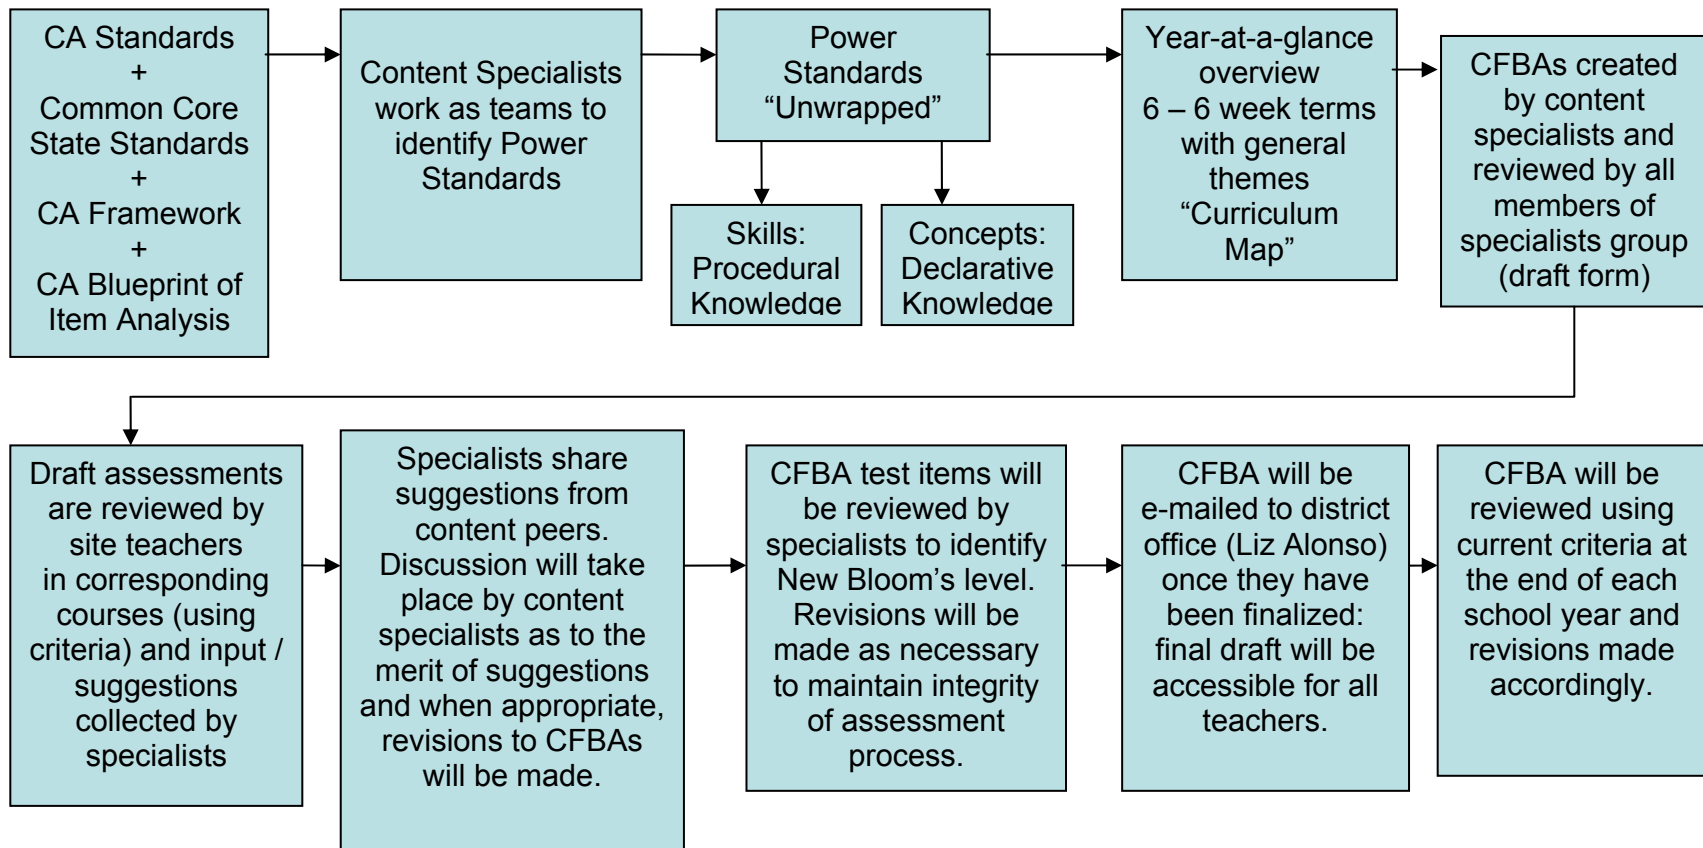 CA Standards
+
Common Core
State Standards
+
CA Framework
+
CA Blueprint of
Item Analysis
Content Specialists
work as teams to
identify Power
Standards
Power
Standards
“Unwrapped”
Skills:
Procedural
Knowledge
Concepts:
Declarative
Knowledge
Year-at-a-glance
overview
6 – 6 week terms
with general
themes
“Curriculum
Map”
CFBAs created
by content
specialists and
reviewed by all
members of
specialists group
(draft form)
Draft assessments
are reviewed by
site teachers
in corresponding
courses (using
criteria) and input /
suggestions
collected by
specialists
Specialists share
suggestions from
content peers.
Discussion will take
place by content
specialists as to the
merit of suggestions
and when appropriate,
revisions to CFBAs
will be made.
CFBA test items will
be reviewed by
specialists to identify
New Bloom’s level.
Revisions will be
made as necessary
to maintain integrity
of assessment
process.
CFBA will be
e-mailed to district
office (Liz Alonso)
once they have
been finalized:
final draft will be
accessible for all
teachers.
CFBA will be
reviewed using
current criteria at
the end of each
school year and
revisions made
accordingly.